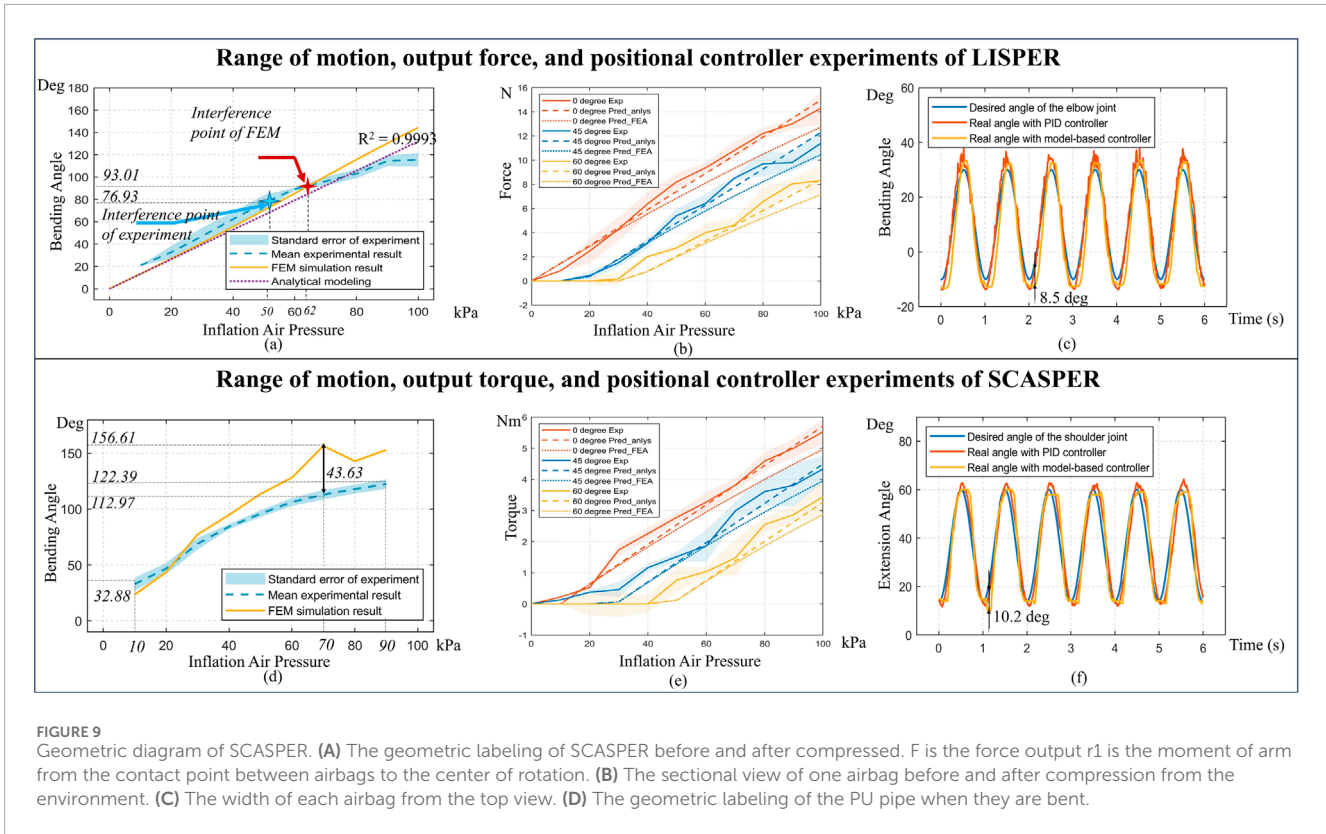 Range of motion, output force, and positional controller experiments of LISPER
Deg
180
160
140
120
100
80
60
40
20
0
93.01
76.93
Bending Angle
Interference
point of FEM
R² = 0.9993
Interference point
of experiment
Standard error of experiment
Mean experimental result
FEM simulation result
Analytical modeling
0 20 40 50 60 62 80 100
kPa
Inflation Air Pressure
(a)
N
16
14
12
10
8
6
4
2
0
-2
Force
0 degree Exp
0 degree Pred_anlys
0 degree Pred_FEA
45 degree Exp
45 degree Pred_anlys
45 degree Pred_FEA
60 degree Exp
60 degree Pred_anlys
60 degree Pred_FEA
0 10 20 30 40 50 60 70 80 90 100
kPa
Inflation Air Pressure
(b)
Deg
60
40
20
0
-20
Bending Angle
Desired angle of the elbow joint
Real angle with PID controller
Real angle with model-based controller
8.5 deg
0 1 2 3 4 5 6
Time (s)
(c)
Range of motion, output torque, and positional controller experiments of SCASPER
Deg
156.61
150
122.39
112.97
100
50
32.88
0
Bending Angle
43.63
Standard error of experiment
Mean experimental result
FEM simulation result
0 10 20 40 60 70 80 90 100
kPa
Inflation Air Pressure
(d)
Nm
6
5
4
3
2
1
0
-1
Torque
0 degree Exp
0 degree Pred_anlys
0 degree Pred_FEA
45 degree Exp
45 degree Pred_anlys
45 degree Pred_FEA
60 degree Exp
60 degree Pred_anlys
60 degree Pred_FEA
0 10 20 30 40 50 60 70 80 90 100
kPa
Inflation Air Pressure
(e)
Deg
80
60
40
20
0
Extension Angle
Desired angle of the shoulder joint
Real angle with PID controller
Real angle with model-based controller
10.2 deg
0 1 2 3 4 5 6
Time (s)
(f)
FIGURE 9
Geometric diagram of SCASPER. (A) The geometric labeling of SCASPER before and after compressed. F is the force output r1 is the moment of arm
from the contact point between airbags to the center of rotation. (B) The sectional view of one airbag before and after compression from the
environment. (C) The width of each airbag from the top view. (D) The geometric labeling of the PU pipe when they are bent.